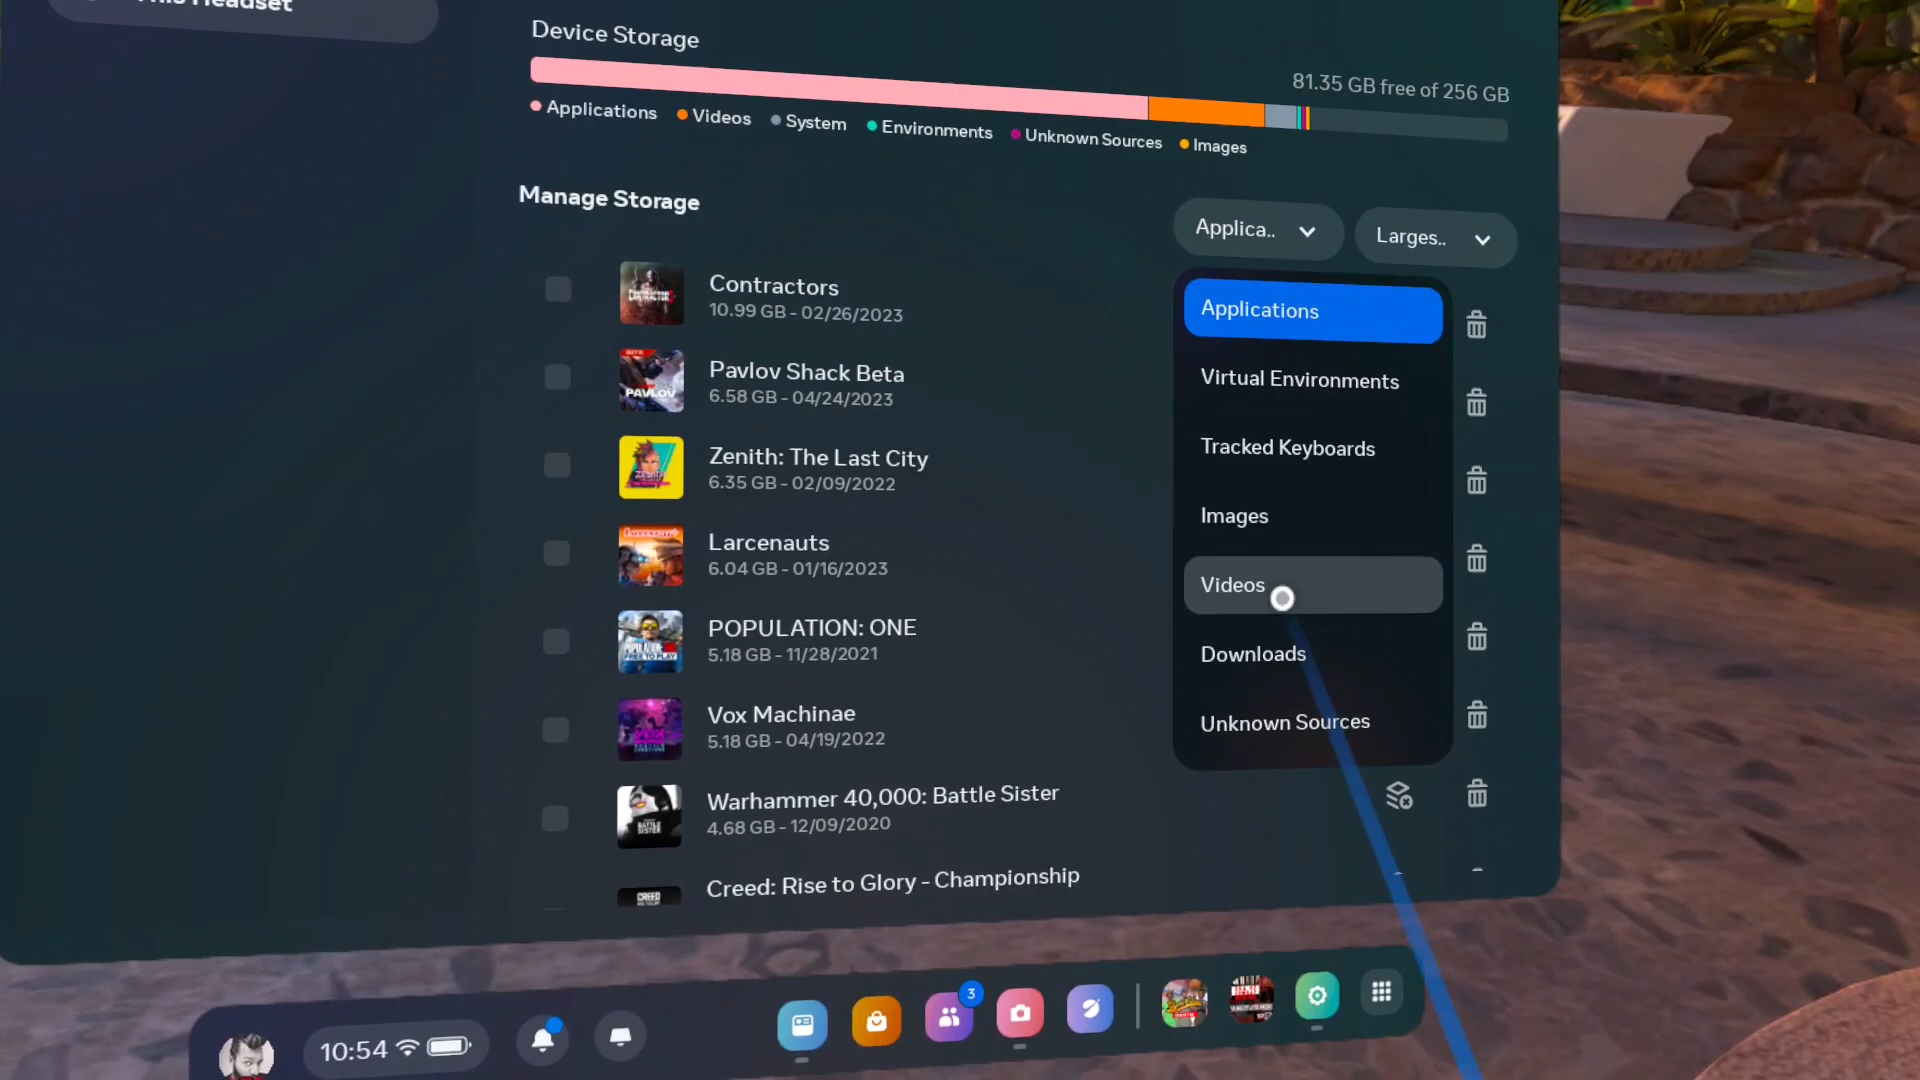 This Headset
Device Storage
81.35 GB free of 256 GB
Applications
Videos
System
Environments
Unknown Sources
Images
Manage Storage
Applica..
Larges..
Contractors
10.99 GB - 02/26/2023
Pavlov Shack Beta
6.58 GB - 04/24/2023
Zenith: The Last City
6.35 GB - 02/09/2022
Larcenauts
6.04 GB - 01/16/2023
POPULATION: ONE
5.18 GB - 11/28/2021
Vox Machinae
5.18 GB - 04/19/2022
Warhammer 40,000: Battle Sister
4.68 GB - 12/09/2020
Creed: Rise to Glory - Championship
Applications
Virtual Environments
Tracked Keyboards
Images
Videos
Downloads
Unknown Sources
PAVLOV
CREED
10:54
3